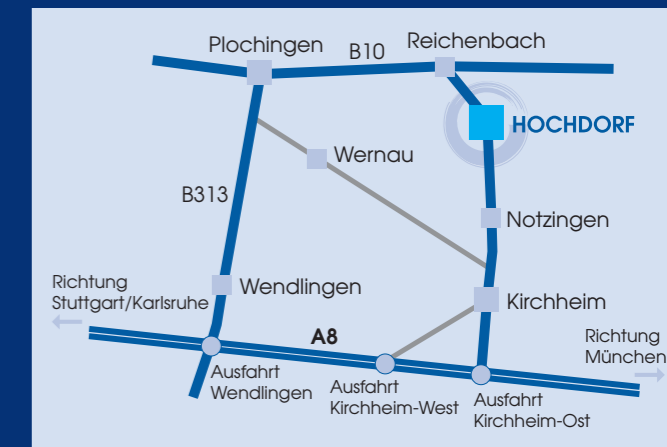 Plochingen
B10
Reichenbach
HOCHDORF
Wernau
B313
Notzingen
Richtung
Stuttgart/Karlsruhe
Wendlingen
Kirchheim
A8
Richtung
München
Ausfahrt
Wendlingen
Ausfahrt
Kirchheim-West
Ausfahrt
Kirchheim-Ost